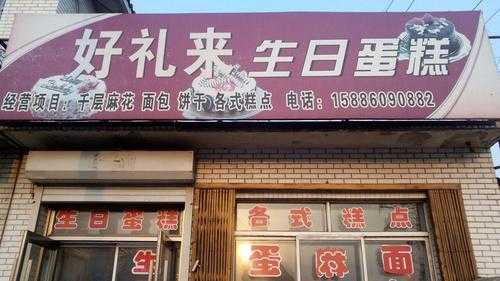 好礼来 生日蛋糕
经营项目：千层麻花 面包 饼干 各式糕点 电话：15886090882
生日蛋糕 各式糕点
生 蛋 麻 面